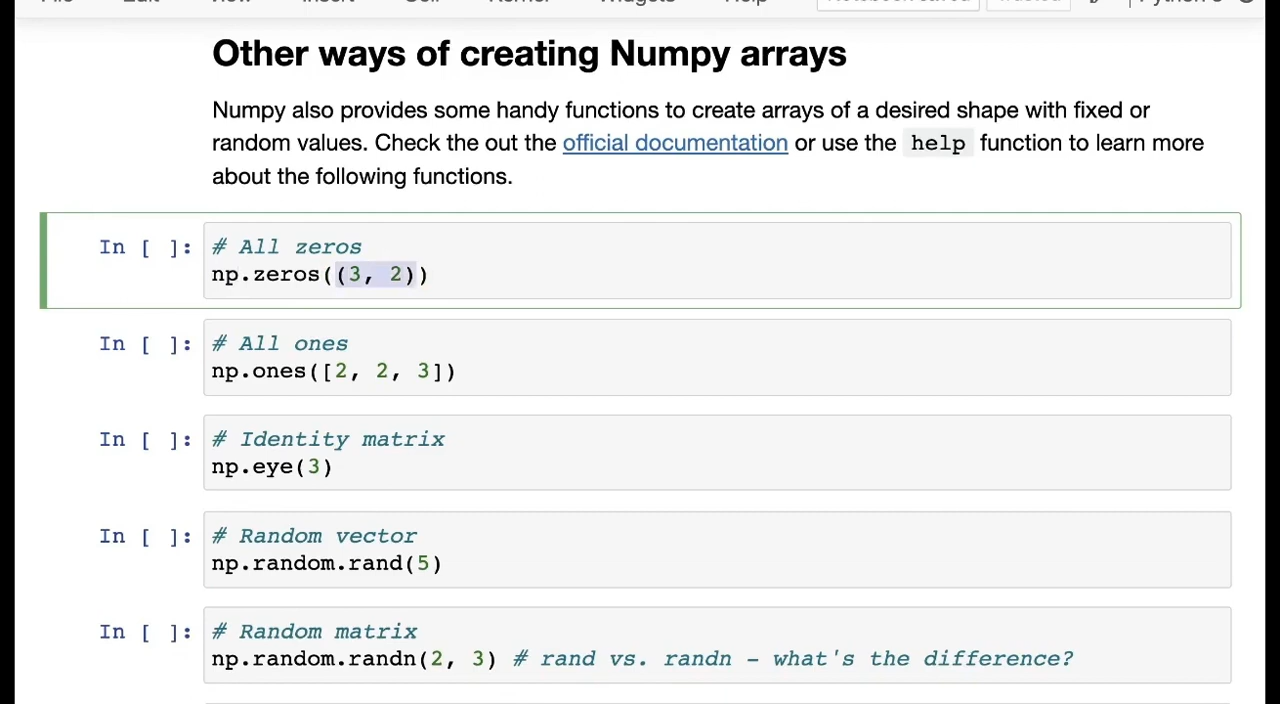 Other ways of creating Numpy arrays
Numpy also provides some handy functions to create arrays of a desired shape with fixed or
random values. Check the out the official documentation or use the help function to learn more
about the following functions.
In [ ]: # All zeros
np.zeros((3, 2))
In [ ]: # All ones
np.ones([2, 2, 3])
In [ ]: # Identity matrix
np.eye(3)
In [ ]: # Random vector
np.random.rand(5)
In [ ]: # Random matrix
np.random.randn(2, 3) # rand vs. randn - what's the difference?